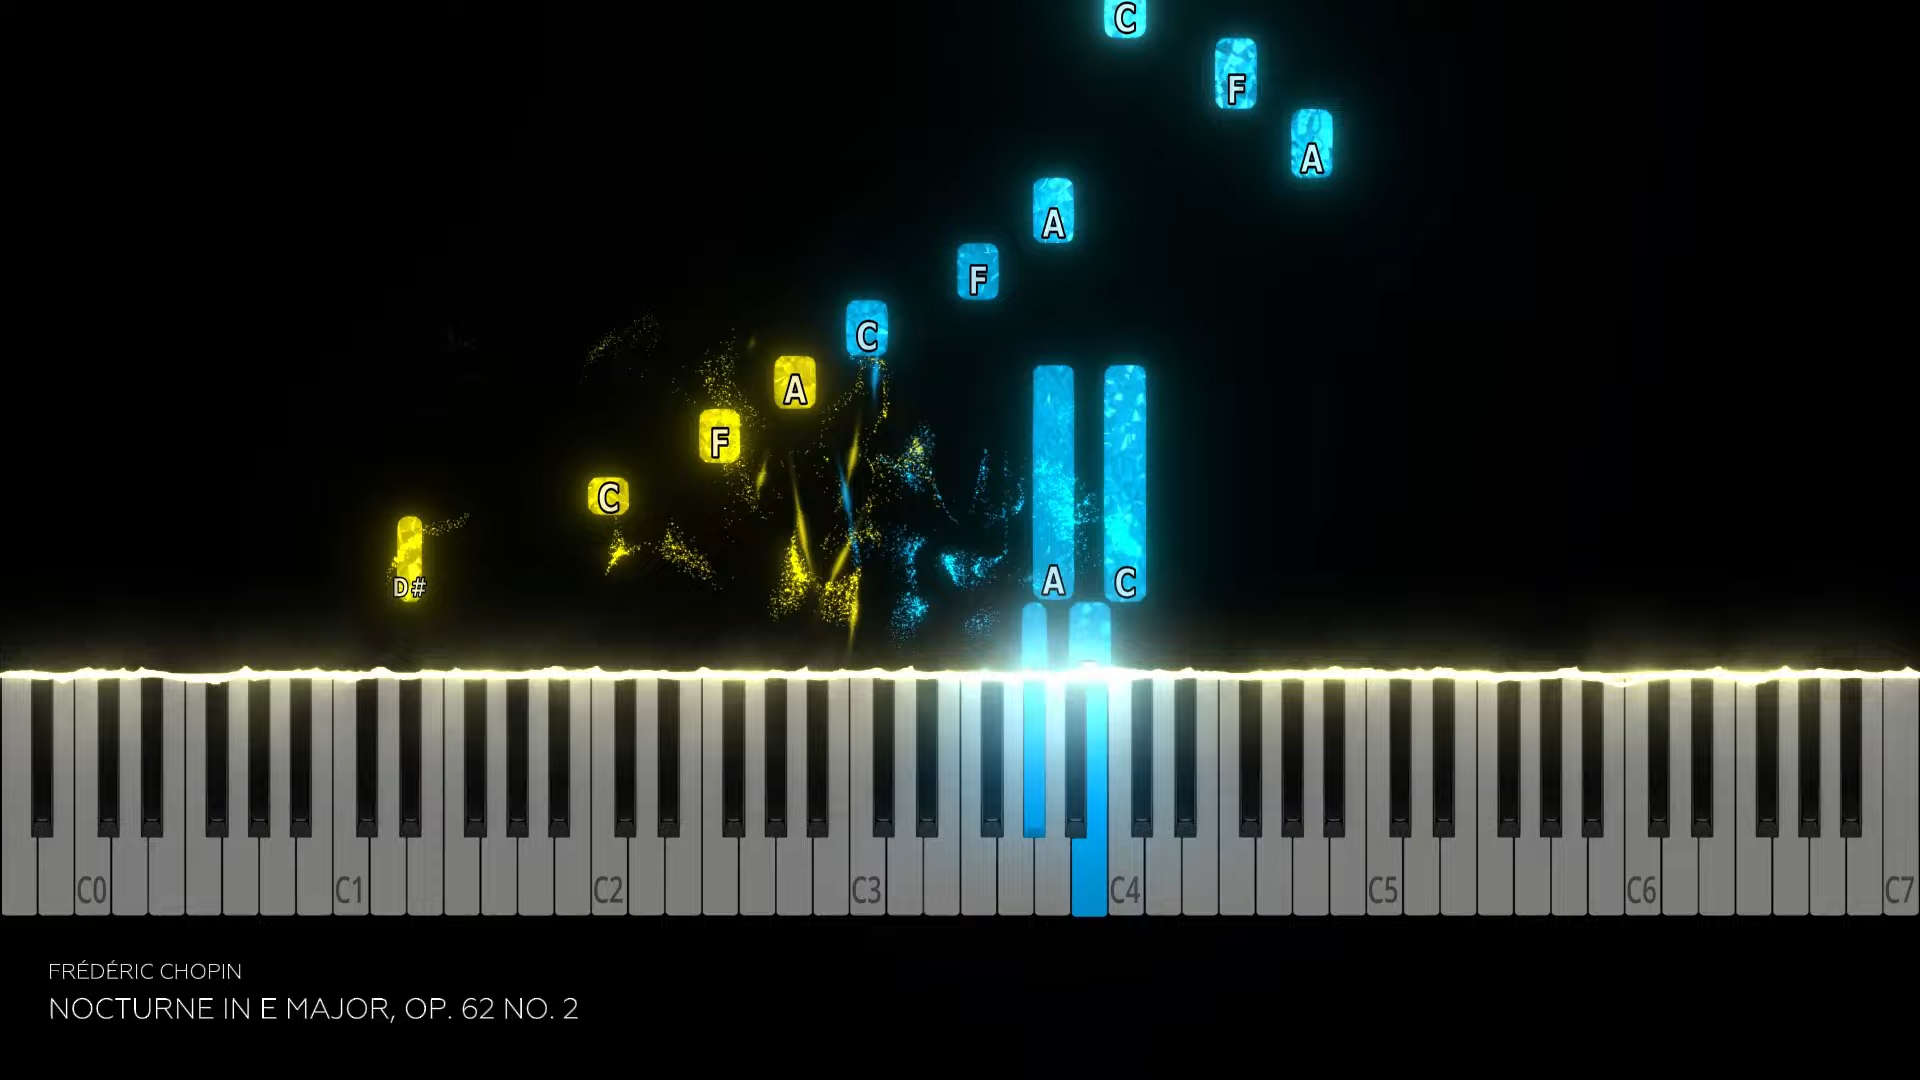 C
F
A
A
F
C
A
F
C
D#
A
C
C0 C1 C2 C3 C4 C5 C6 C7
FRÉDÉRIC CHOPIN
NOCTURNE IN E MAJOR, OP. 62 NO. 2